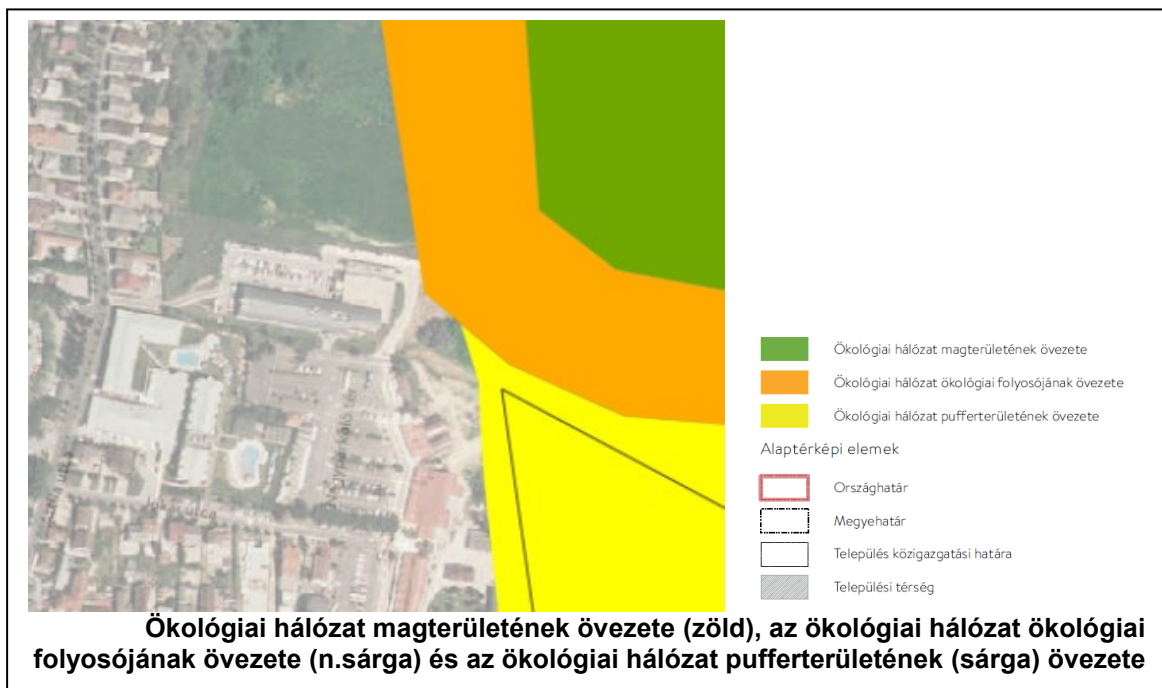 Jókai utca
Ökológiai hálózat magterületének övezete
Ökológiai hálózat ökológiai folyosójának övezete
Ökológiai hálózat pufferterületének övezete
Alaptérképi elemek
Országhatár
Megyehatár
Település közigazgatási határa
Települési térség
Ökológiai hálózat magterületének övezete (zöld), az ökológiai hálózat ökológiai
folyosójának övezete (n.sárga) és az ökológiai hálózat pufferterületének (sárga) övezete